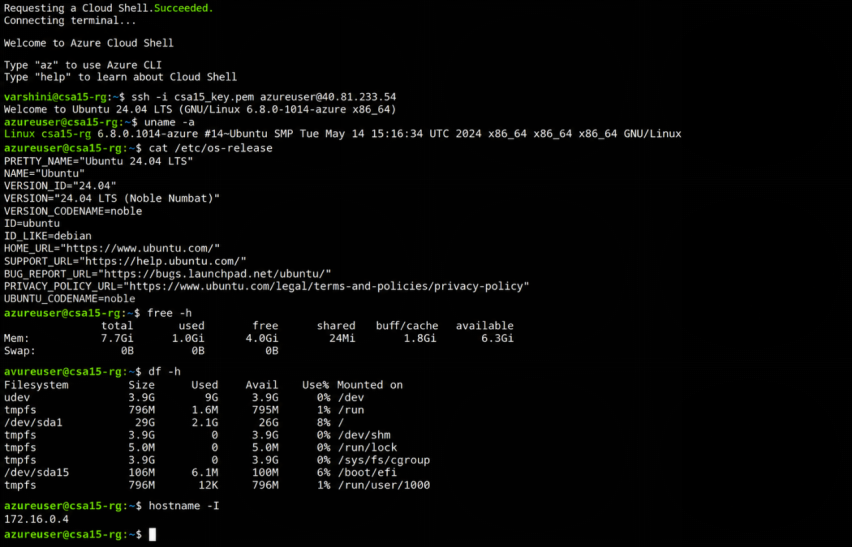 Requesting a Cloud Shell.Succeeded.
Connecting terminal...
Welcome to Azure Cloud Shell
Type "az" to use Azure CLI
Type "help" to learn about Cloud Shell
varshini@csa15-rg:~$ ssh -i csa15_key.pem azureuser@40.81.233.54
Welcome to Ubuntu 24.04 LTS (GNU/Linux 6.8.0-1014-azure x86_64)
azureuser@csa15-rg:~$ uname -a
Linux csa15-rg 6.8.0.1014-azure #14~Ubuntu SMP Tue May 14 15:16:34 UTC 2024 x86_64 x86_64 x86_64 GNU/Linux
azureuser@csa15-rg:~$ cat /etc/os-release
PRETTY_NAME="Ubuntu 24.04 LTS"
NAME="Ubuntu"
VERSION_ID="24.04"
VERSION="24.04 LTS (Noble Numbat)"
VERSION_CODENAME=noble
ID=ubuntu
ID_LIKE=debian
HOME_URL="https://www.ubuntu.com/"
SUPPORT_URL="https://help.ubuntu.com/"
BUG_REPORT_URL="https://bugs.launchpad.net/ubuntu/"
PRIVACY_POLICY_URL="https://www.ubuntu.com/legal/terms-and-policies/privacy-policy"
UBUNTU_CODENAME=noble
azureuser@csa15-rg:~$ free -h
total used free shared buff/cache available
Mem: 7.7Gi 1.0Gi 4.0Gi 24Mi 1.8Gi 6.3Gi
Swap: 0B 0B 0B
avureuser@csa15-rg:~$ df -h
Filesystem Size Used Avail Use% Mounted on
udev 3.9G 9G 3.9G 0% /dev
tmpfs 796M 1.6M 795M 1% /run
/dev/sda1 29G 2.1G 26G 8% /
tmpfs 3.9G 0 3.9G 0% /dev/shm
tmpfs 5.0M 0 5.0M 0% /run/lock
tmpfs 3.9G 0 3.9G 0% /sys/fs/cgroup
/dev/sda15 106M 6.1M 100M 6% /boot/efi
tmpfs 796M 12K 796M 1% /run/user/1000
azureuser@csa15-rg:~$ hostname -I
172.16.0.4
azureuser@csa15-rg:~$